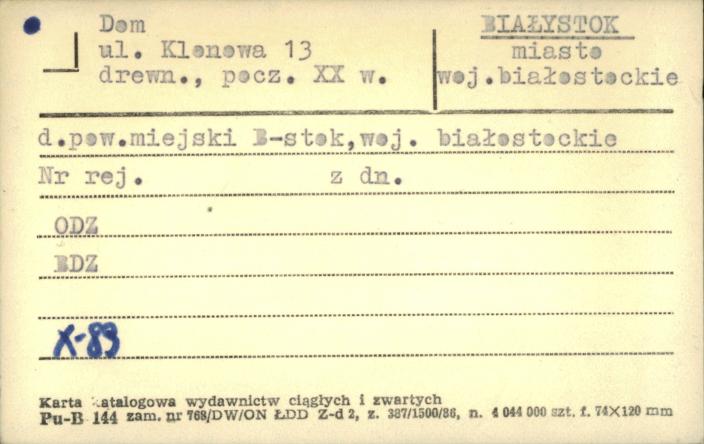 Dom
ul. Klonowa 13
drewn., pocz. XX w.
BIAŁYSTOK
miasto
woj.białostockie
d.pow.miejski B-stok,woj. białostockie
Nr rej. z dn.
ODZ
BDZ
X-89
Karta katalogowa wydawnictw ciągłych i zwartych
Pu-B 144 zam. nr 768/DW/ON ŁDD Z-d 2, z. 387/1500/86, n. 4 044 000 szt. f. 74×120 mm